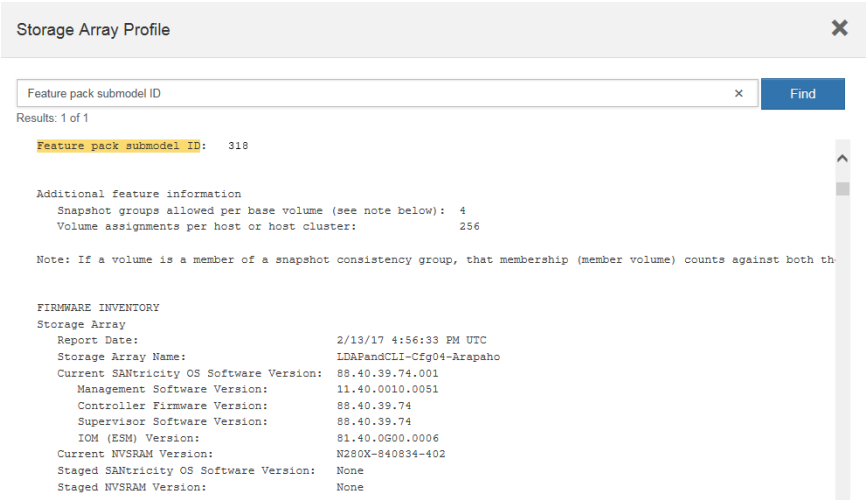 Storage Array Profile
Feature pack submodel ID
Find
Results: 1 of 1
Feature pack submodel ID: 318
Additional feature information
Snapshot groups allowed per base volume (see note below): 4
Volume assignments per host or host cluster: 256
Note: If a volume is a member of a snapshot consistency group, that membership (member volume) counts against both th
FIRMWARE INVENTORY
Storage Array
Report Date: 2/13/17 4:56:33 PM UTC
Storage Array Name: LDAPandCLI-Cfg04-Arapaho
Current SANtricity OS Software Version: 88.40.39.74.001
Management Software Version: 11.40.0010.0051
Controller Firmware Version: 88.40.39.74
Supervisor Software Version: 88.40.39.74
IOM (ESM) Version: 81.40.0G00.0006
Current NVSRAM Version: N280X-840834-402
Staged SANtricity OS Software Version: None
Staged NVSRAM Version: None